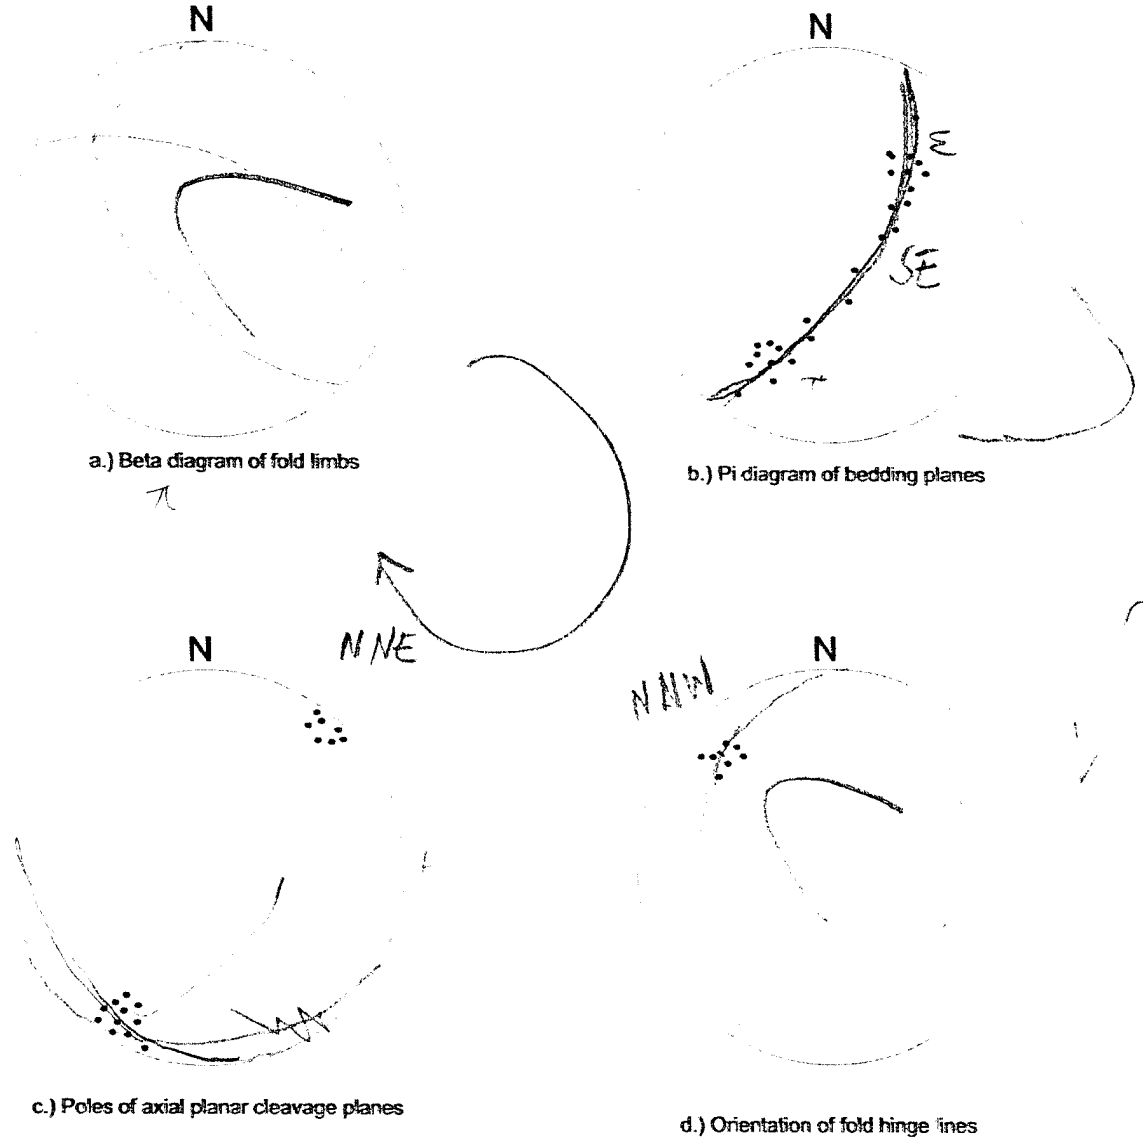 N
N
E
SE
a.) Beta diagram of fold limbs
b.) Pi diagram of bedding planes
π
NNE
N
N
NNW
c.) Poles of axial planar cleavage planes
d.) Orientation of fold hinge lines